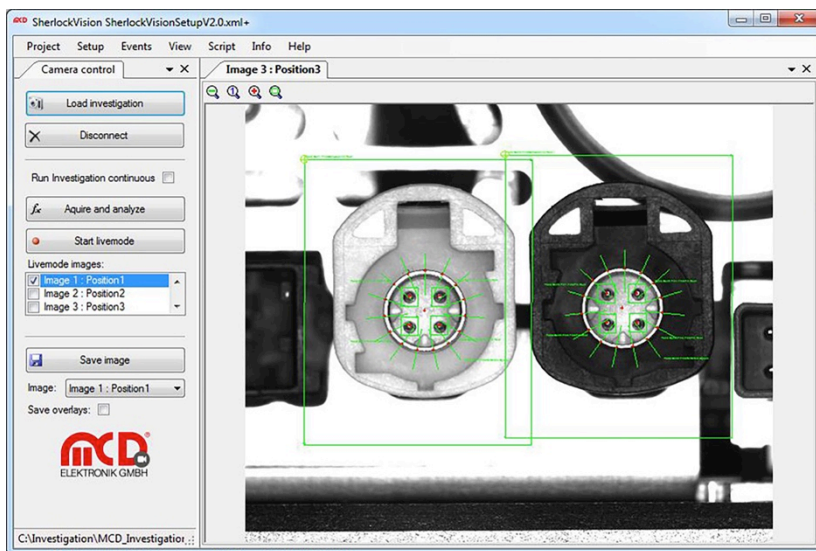 MCD SherlockVision SherlockVisionSetupV2.0.xml+
Project Setup Events View Script Info Help
Camera control
Image 3 : Position3
Load investigation
Disconnect
Run Investigation continuous
fx Aquire and analyze
Start livemode
Livemode images:
Image 1 : Position1
Image 2 : Position2
Image 3 : Position3
Save image
Image: Image 1 : Position1
Save overlays:
MCD®
ELEKTRONIK GMBH
C:\Investigation\MCD_Investigation